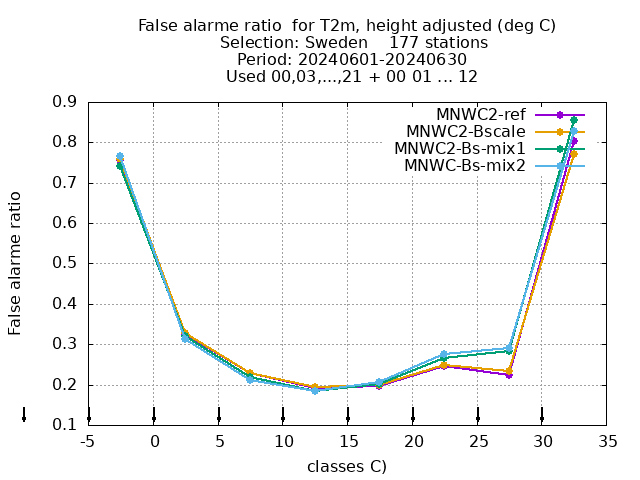 False alarme ratio  for T2m, height adjusted (deg C)
Selection: Sweden    177 stations
Period: 20240601-20240630
Used 00,03,...,21 + 00 01 ... 12
MNWC2-ref
MNWC2-Bscale
MNWC2-Bs-mix1
MNWC-Bs-mix2
False alarme ratio
0.9
0.8
0.7
0.6
0.5
0.4
0.3
0.2
0.1
-5 0 5 10 15 20 25 30 35
classes C)